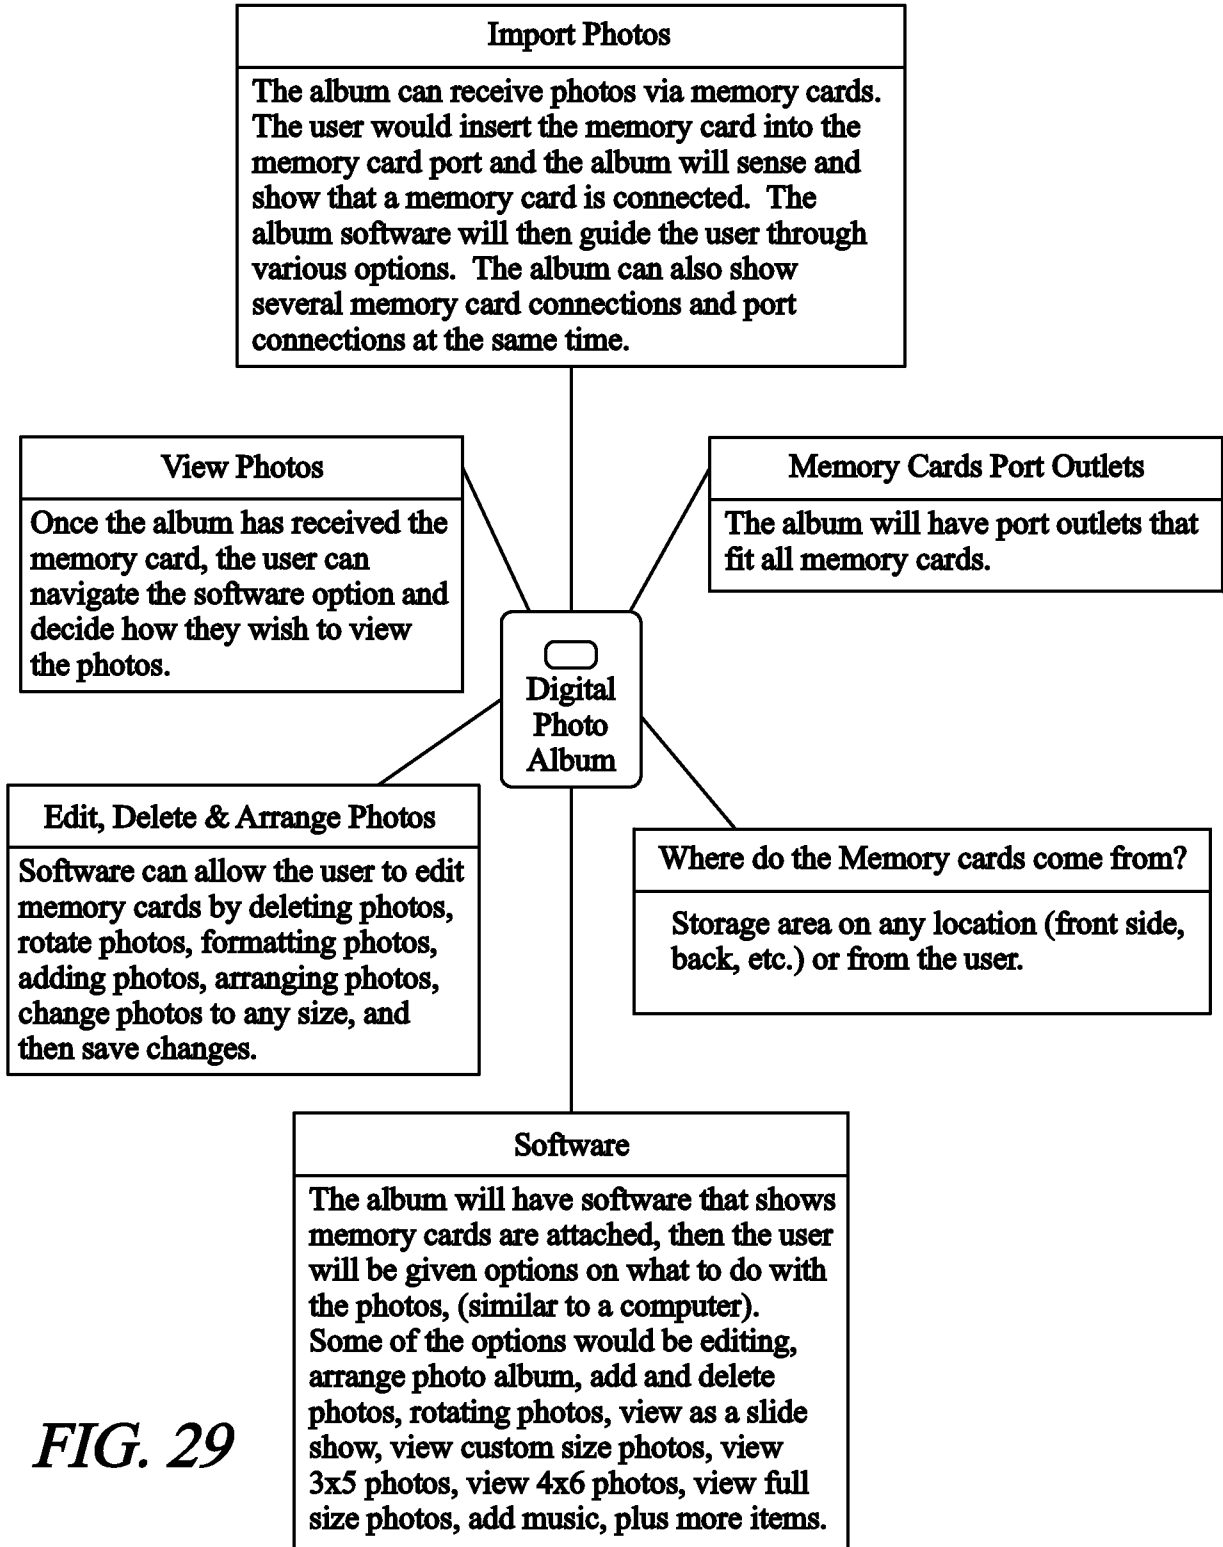 Import Photos
The album can receive photos via memory cards.
The user would insert the memory card into the
memory card port and the album will sense and
show that a memory card is connected.  The
album software will then guide the user through
various options.  The album can also show
several memory card connections and port
connections at the same time.
View Photos
Once the album has received the
memory card, the user can
navigate the software option and
decide how they wish to view
the photos.
Memory Cards Port Outlets
The album will have port outlets that
fit all memory cards.
Digital
Photo
Album
Edit, Delete & Arrange Photos
Software can allow the user to edit
memory cards by deleting photos,
rotate photos, formatting photos,
adding photos, arranging photos,
change photos to any size, and
then save changes.
Where do the Memory cards come from?
Storage area on any location (front side,
back, etc.) or from the user.
Software
The album will have software that shows
memory cards are attached, then the user
will be given options on what to do with
the photos, (similar to a computer).
Some of the options would be editing,
arrange photo album, add and delete
photos, rotating photos, view as a slide
show, view custom size photos, view
3x5 photos, view 4x6 photos, view full
size photos, add music, plus more items.
FIG. 29